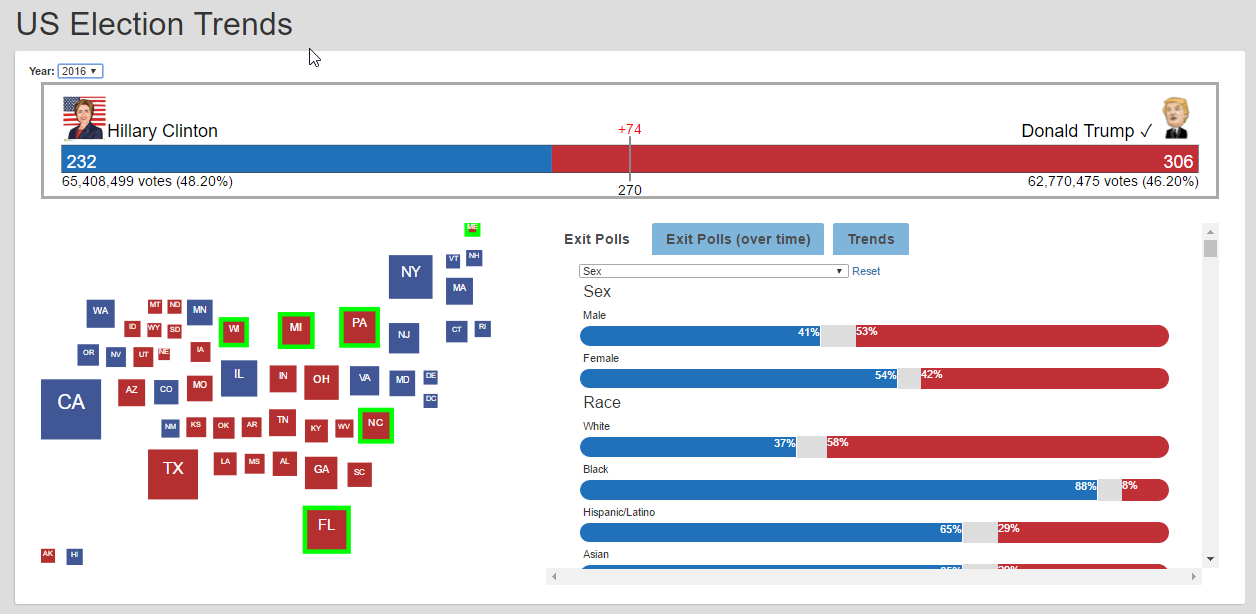 US Election Trends
Year: 2016
Hillary Clinton
+74
Donald Trump ✓
232
306
65,408,499 votes (48.20%)
270
62,770,475 votes (46.20%)
Exit Polls
Exit Polls (over time)
Trends
Sex
Reset
Sex
Male
41%
53%
Female
54%
42%
Race
White
37%
58%
Black
88%
8%
Hispanic/Latino
65%
29%
Asian
ME
VT
NH
NY
MA
WA
MT
ND
MN
ID
WY
SD
WI
MI
PA
NJ
CT
RI
OR
NV
UT
NE
IA
CA
AZ
CO
MO
IL
IN
OH
VA
MD
DE
DC
NM
KS
OK
AR
TN
KY
WV
NC
TX
LA
MS
AL
GA
SC
FL
AK
HI